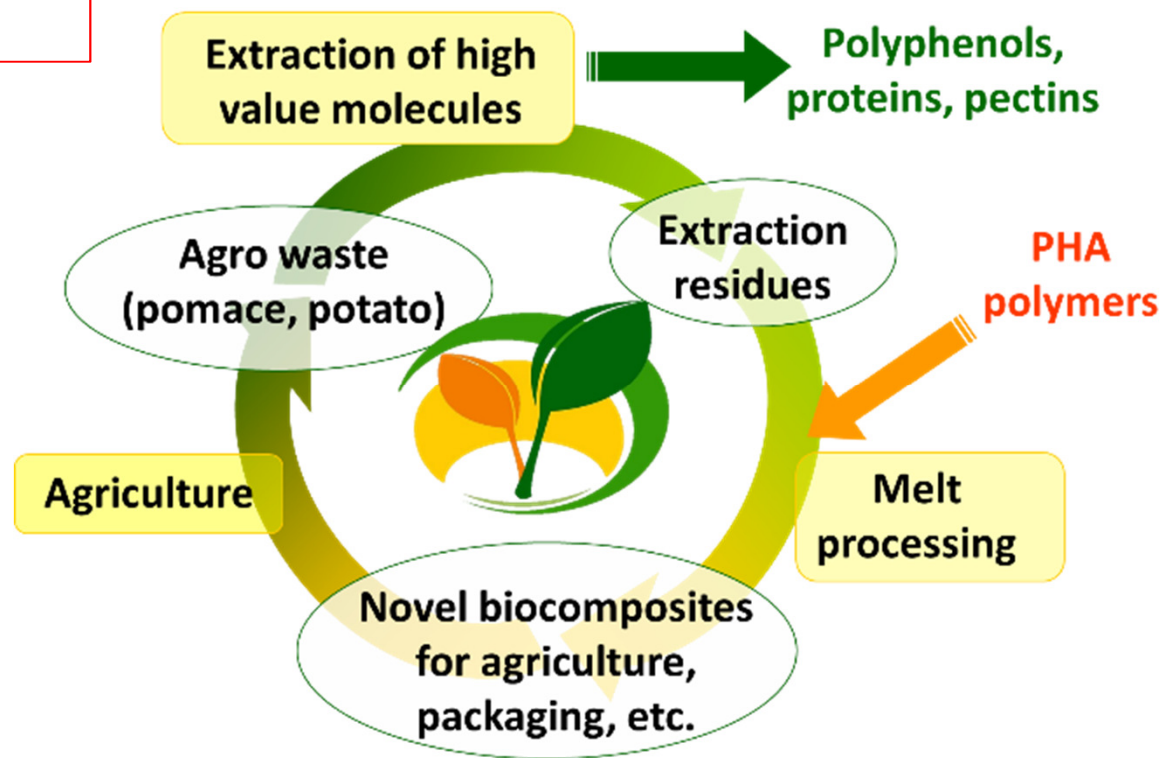 Extraction of high
value molecules
Polyphenols,
proteins, pectins
Agro waste
(pomace, potato)
Extraction
residues
PHA
polymers
Agriculture
Melt
processing
Novel biocomposites
for agriculture,
packaging, etc.